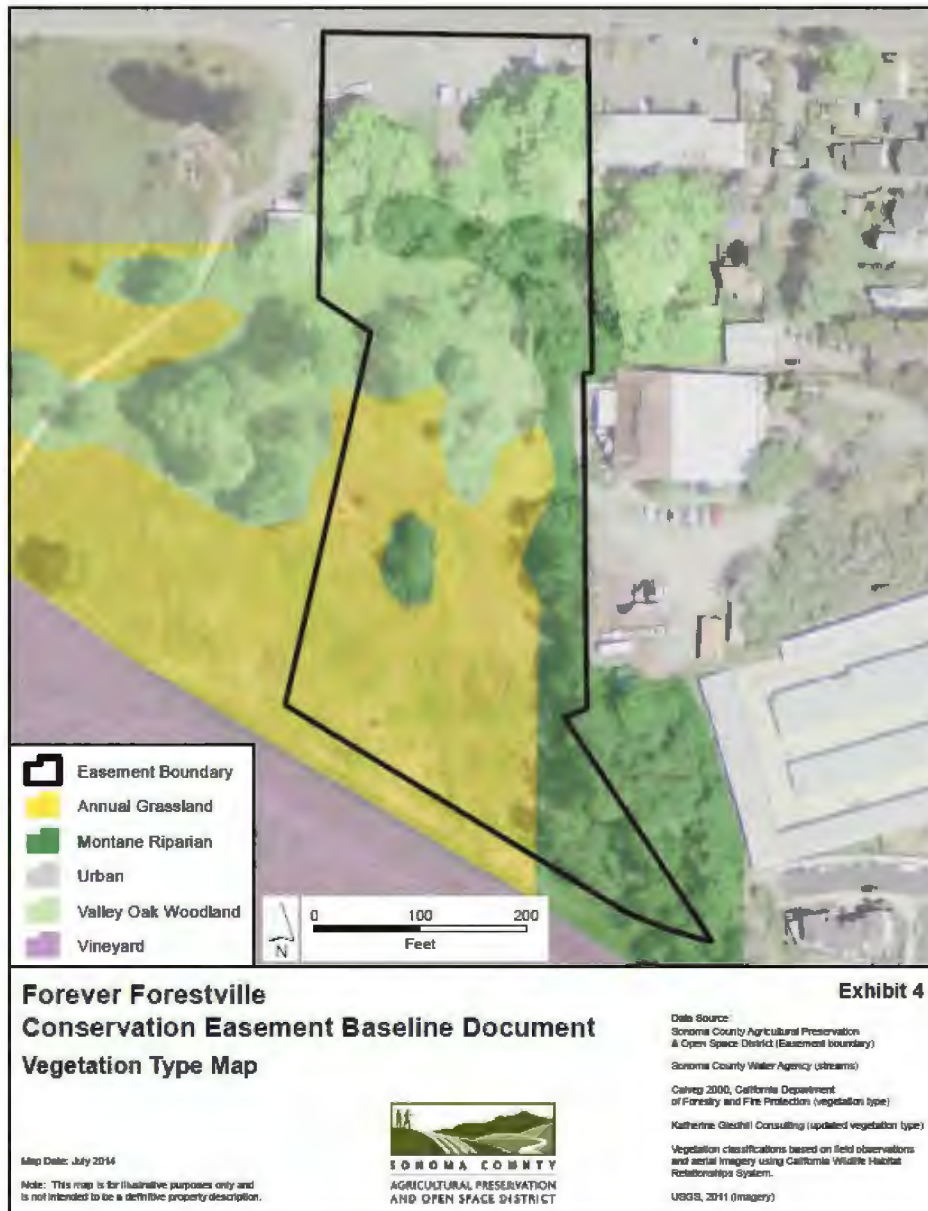 Easement Boundary
Annual Grassland
Montane Riparian
Urban
Valley Oak Woodland
Vineyard
N
0 100 200
Feet
Forever Forestville
Conservation Easement Baseline Document
Vegetation Type Map
Map Date: July 2014
Note: This map is for illustrative purposes only and
is not intended to be a definitive property description.
SONOMA COUNTY
AGRICULTURAL PRESERVATION
AND OPEN SPACE DISTRICT
Exhibit 4
Data Source:
Sonoma County Agricultural Preservation
& Open Space District (Easement boundary)
Sonoma County Water Agency (streams)
Calveg 2000, California Department
of Forestry and Fire Protection (vegetation type)
Katherine Gledhill Consulting (updated vegetation type)
Vegetation classifications based on field observations
and aerial imagery using California Wildlife Habitat
Relationships System.
USGS, 2011 (imagery)